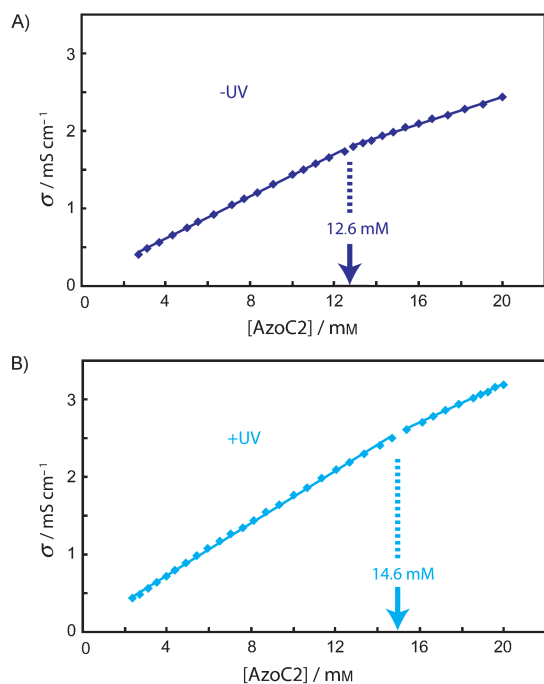 A)
3
-UV
2
σ / mS cm⁻¹
1
12.6 mM
0
0 4 8 12 16 20
[AzoC2] / mM
B)
3
+UV
2
σ / mS cm⁻¹
1
14.6 mM
0
0 4 8 12 16 20
[AzoC2] / mM